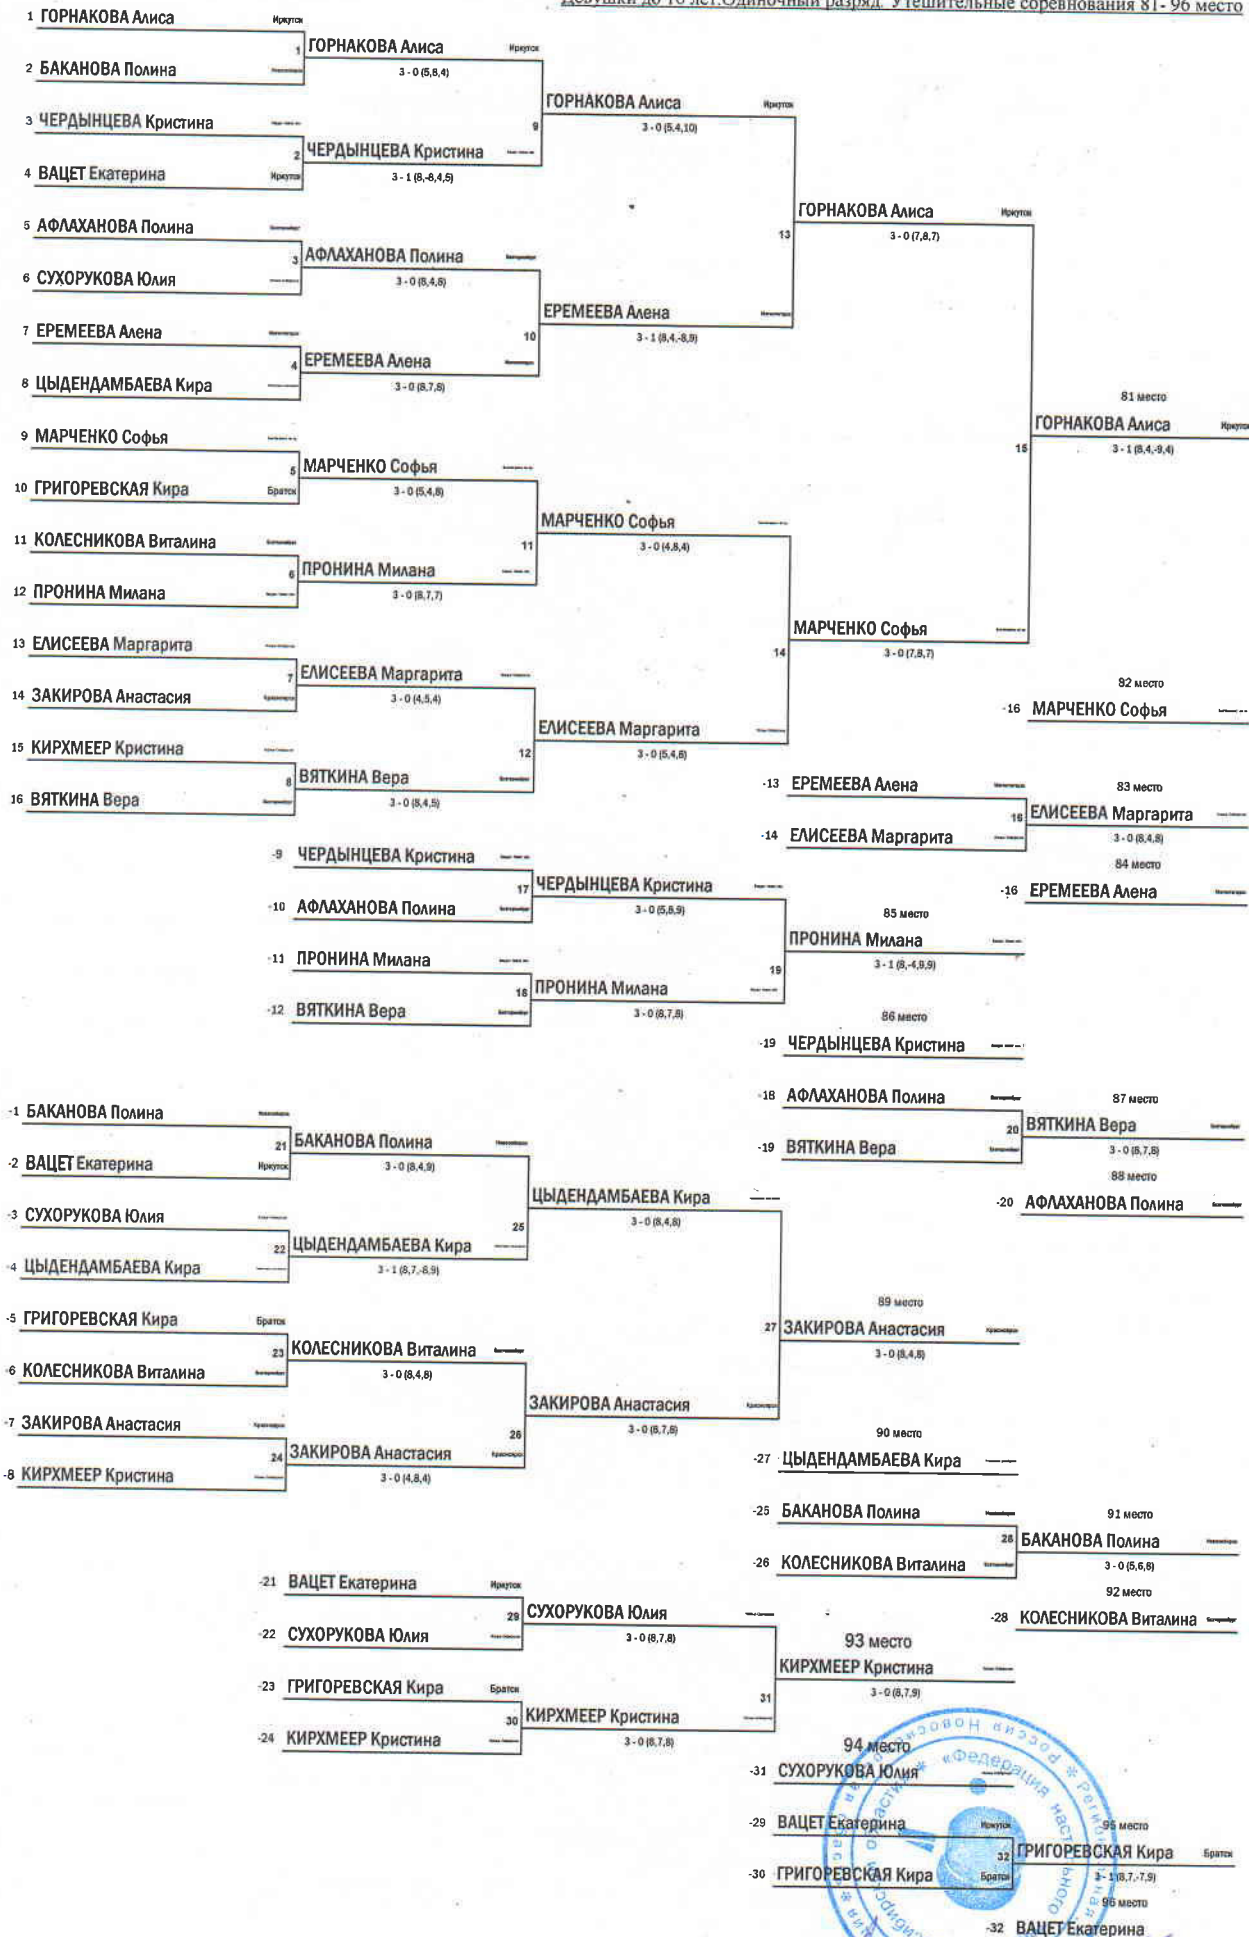 Девушки до 16 лет.Одиночный разряд. Утешительные соревнования 81- 96 место
1 ГОРНАКОВА Алиса Иркутск
1 ГОРНАКОВА Алиса Иркутск
2 БАКАНОВА Полина
3 - 0 (5,8,4)
ГОРНАКОВА Алиса Иркутск
9
3 - 0 (5,4,10)
3 ЧЕРДЫНЦЕВА Кристина
2 ЧЕРДЫНЦЕВА Кристина
4 ВАЦЕТ Екатерина Иркутск
3 - 1 (8,-8,4,5)
ГОРНАКОВА Алиса Иркутск
13
3 - 0 (7,8,7)
5 АФЛАХАНОВА Полина
3 АФЛАХАНОВА Полина
6 СУХОРУКОВА Юлия
3 - 0 (8,4,8)
ЕРЕМЕЕВА Алена
10
3 - 1 (8,4,-8,9)
7 ЕРЕМЕЕВА Алена
4 ЕРЕМЕЕВА Алена
8 ЦЫДЕНДАМБАЕВА Кира
3 - 0 (8,7,8)
81 место
ГОРНАКОВА Алиса Иркутск
15
3 - 1 (8,4,-9,4)
9 МАРЧЕНКО Софья
5 МАРЧЕНКО Софья
10 ГРИГОРЕВСКАЯ Кира Братск
3 - 0 (5,4,8)
МАРЧЕНКО Софья
11
3 - 0 (4,8,4)
11 КОЛЕСНИКОВА Виталина
6 ПРОНИНА Милана
12 ПРОНИНА Милана
3 - 0 (8,7,7)
МАРЧЕНКО Софья
14
3 - 0 (7,8,7)
13 ЕЛИСЕЕВА Маргарита
7 ЕЛИСЕЕВА Маргарита
14 ЗАКИРОВА Анастасия Красноярск
3 - 0 (4,5,4)
82 место
-16 МАРЧЕНКО Софья
ЕЛИСЕЕВА Маргарита
12
3 - 0 (5,4,6)
15 КИРХМЕЕР Кристина
8 ВЯТКИНА Вера
16 ВЯТКИНА Вера
3 - 0 (8,4,5)
-13 ЕРЕМЕЕВА Алена
83 место
16 ЕЛИСЕЕВА Маргарита
-14 ЕЛИСЕЕВА Маргарита
3 - 0 (8,4,8)
84 место
-16 ЕРЕМЕЕВА Алена
-9 ЧЕРДЫНЦЕВА Кристина
17 ЧЕРДЫНЦЕВА Кристина
-10 АФЛАХАНОВА Полина
3 - 0 (5,8,9)
85 место
ПРОНИНА Милана
19
3 - 1 (8,-4,9,9)
-11 ПРОНИНА Милана
18 ПРОНИНА Милана
-12 ВЯТКИНА Вера
3 - 0 (8,7,8)
86 место
-19 ЧЕРДЫНЦЕВА Кристина
-18 АФЛАХАНОВА Полина
87 место
20 ВЯТКИНА Вера
-19 ВЯТКИНА Вера
3 - 0 (8,7,8)
88 место
-20 АФЛАХАНОВА Полина
-1 БАКАНОВА Полина
21 БАКАНОВА Полина
-2 ВАЦЕТ Екатерина Иркутск
3 - 0 (8,4,9)
ЦЫДЕНДАМБАЕВА Кира
25
3 - 0 (8,4,8)
-3 СУХОРУКОВА Юлия
22 ЦЫДЕНДАМБАЕВА Кира
-4 ЦЫДЕНДАМБАЕВА Кира
3 - 1 (8,7,-8,9)
89 место
27 ЗАКИРОВА Анастасия Красноярск
3 - 0 (8,4,8)
-5 ГРИГОРЕВСКАЯ Кира Братск
23 КОЛЕСНИКОВА Виталина
-6 КОЛЕСНИКОВА Виталина
3 - 0 (8,4,8)
ЗАКИРОВА Анастасия Красноярск
26
3 - 0 (8,7,8)
-7 ЗАКИРОВА Анастасия Красноярск
24 ЗАКИРОВА Анастасия Красноярск
-8 КИРХМЕЕР Кристина
3 - 0 (4,8,4)
90 место
-27 ЦЫДЕНДАМБАЕВА Кира
-25 БАКАНОВА Полина
91 место
28 БАКАНОВА Полина
-26 КОЛЕСНИКОВА Виталина
3 - 0 (5,6,8)
92 место
-28 КОЛЕСНИКОВА Виталина
-21 ВАЦЕТ Екатерина Иркутск
29 СУХОРУКОВА Юлия
-22 СУХОРУКОВА Юлия
3 - 0 (8,7,8)
93 место
КИРХМЕЕР Кристина
31
3 - 0 (8,7,9)
-23 ГРИГОРЕВСКАЯ Кира Братск
30 КИРХМЕЕР Кристина
-24 КИРХМЕЕР Кристина
3 - 0 (8,7,8)
94 место
-31 СУХОРУКОВА Юлия
-29 ВАЦЕТ Екатерина Иркутск
95 место
32 ГРИГОРЕВСКАЯ Кира Братск
-30 ГРИГОРЕВСКАЯ Кира Братск
3 - 1 (8,7,-7,9)
96 место
-32 ВАЦЕТ Екатерина
Россия
«Федерация настольного